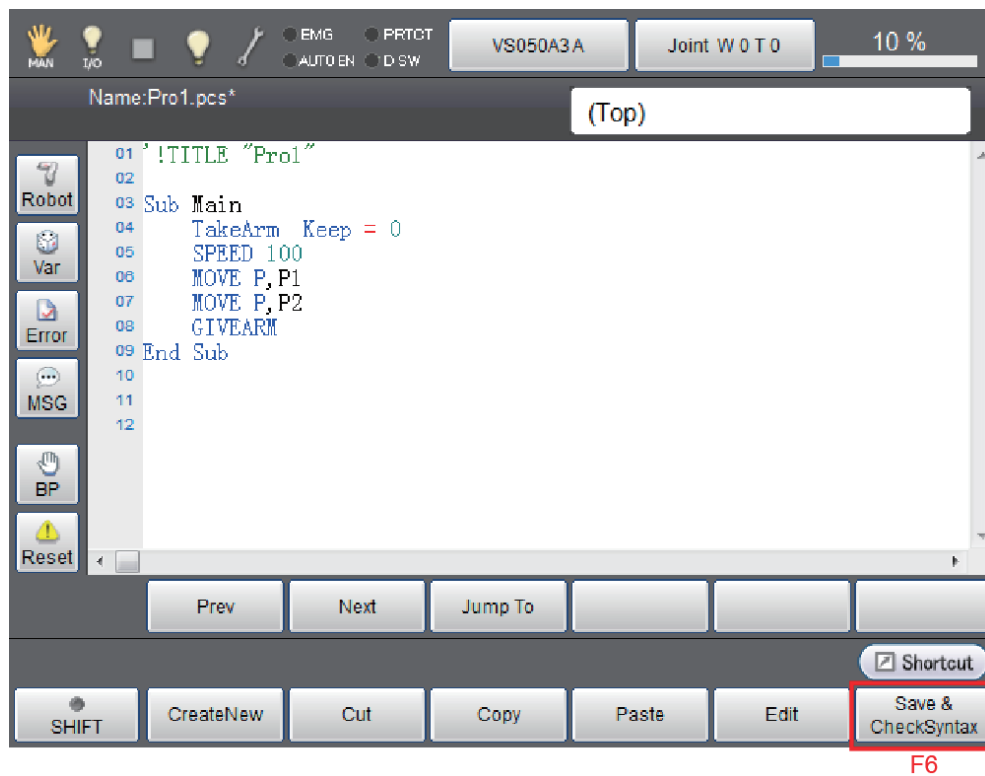 MAN I/O EMG PRTCT VS050A3 A Joint W 0 T 0 10 %
AUTO EN D SW
Name:Pro1.pcs* (Top)
01 '!TITLE "Pro1"
Robot 02
03 Sub Main
04 TakeArm Keep = 0
Var 05 SPEED 100
06 MOVE P,P1
07 MOVE P,P2
Error 08 GIVEARM
09 End Sub
10
MSG 11
12
BP
Reset
Prev Next Jump To
Shortcut
SHIFT CreateNew Cut Copy Paste Edit Save &
CheckSyntax
F6